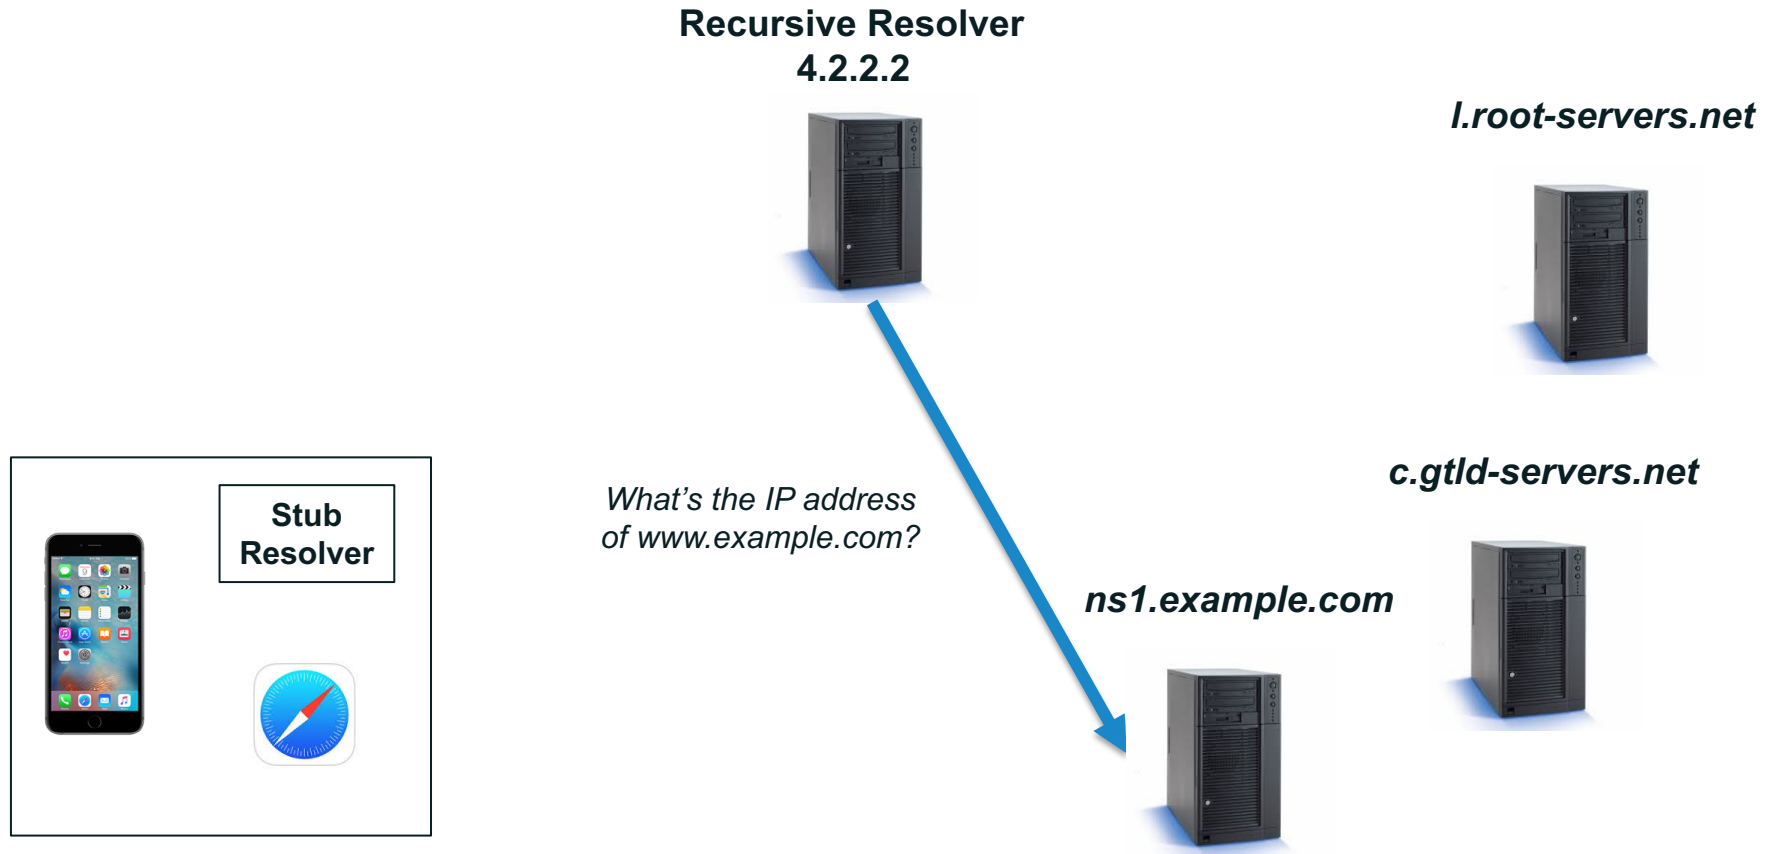 Recursive Resolver
4.2.2.2
l.root-servers.net
c.gtld-servers.net
Stub
Resolver
What’s the IP address
of www.example.com?
ns1.example.com